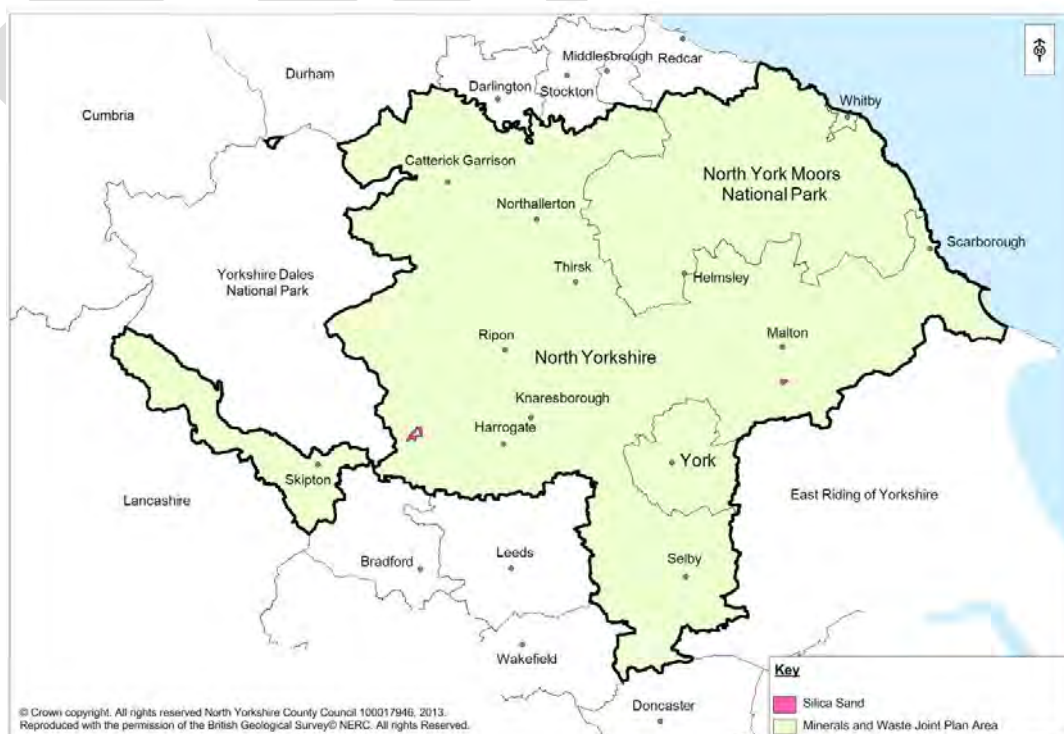 Middlesbrough
Redcar
Durham
Darlington
Stockton
Cumbria
Whitby
Catterick Garrison
North York Moors
National Park
Northallerton
Scarborough
Yorkshire Dales
National Park
Thirsk
Helmsley
Ripon
North Yorkshire
Malton
Knaresborough
Harrogate
York
Skipton
Lancashire
East Riding of Yorkshire
Bradford
Leeds
Selby
Wakefield
Doncaster
Key
Silica Sand
Minerals and Waste Joint Plan Area
© Crown copyright. All rights reserved North Yorkshire County Council 100017946, 2013.
Reproduced with the permission of the British Geological Survey© NERC. All rights Reserved.